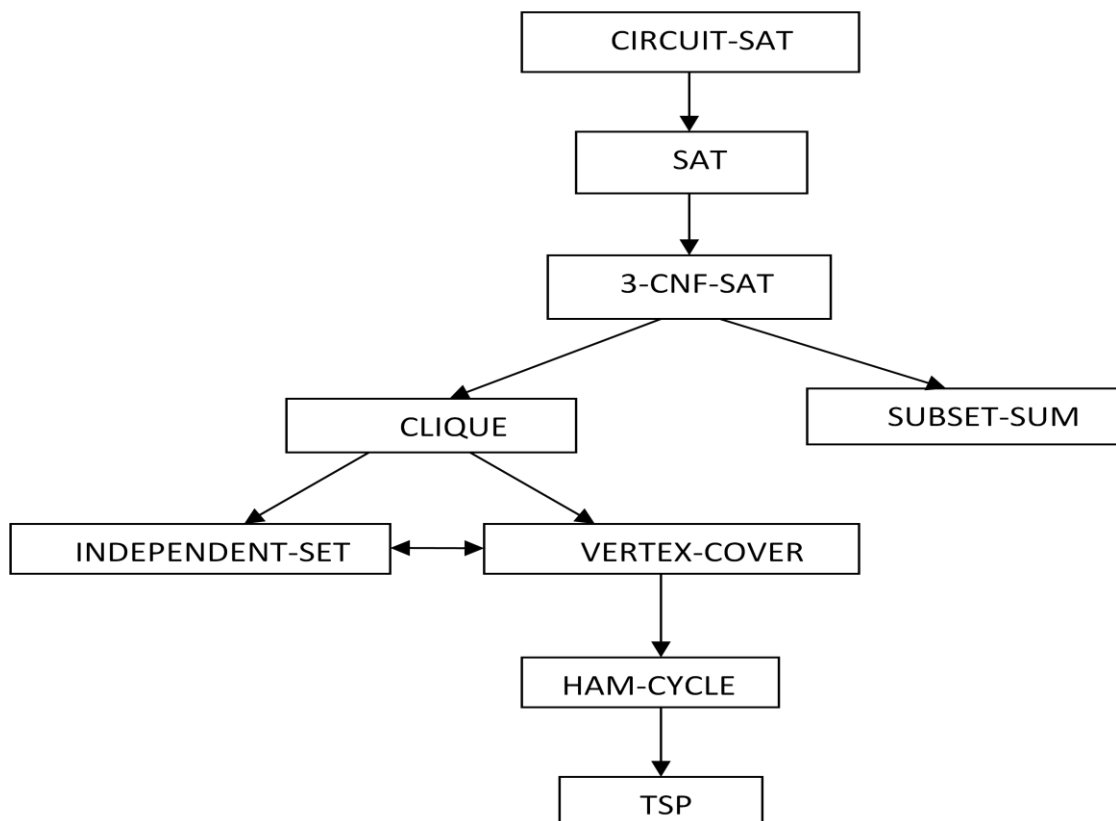 CIRCUIT-SAT
SAT
3-CNF-SAT
CLIQUE
SUBSET-SUM
INDEPENDENT-SET
VERTEX-COVER
HAM-CYCLE
TSP